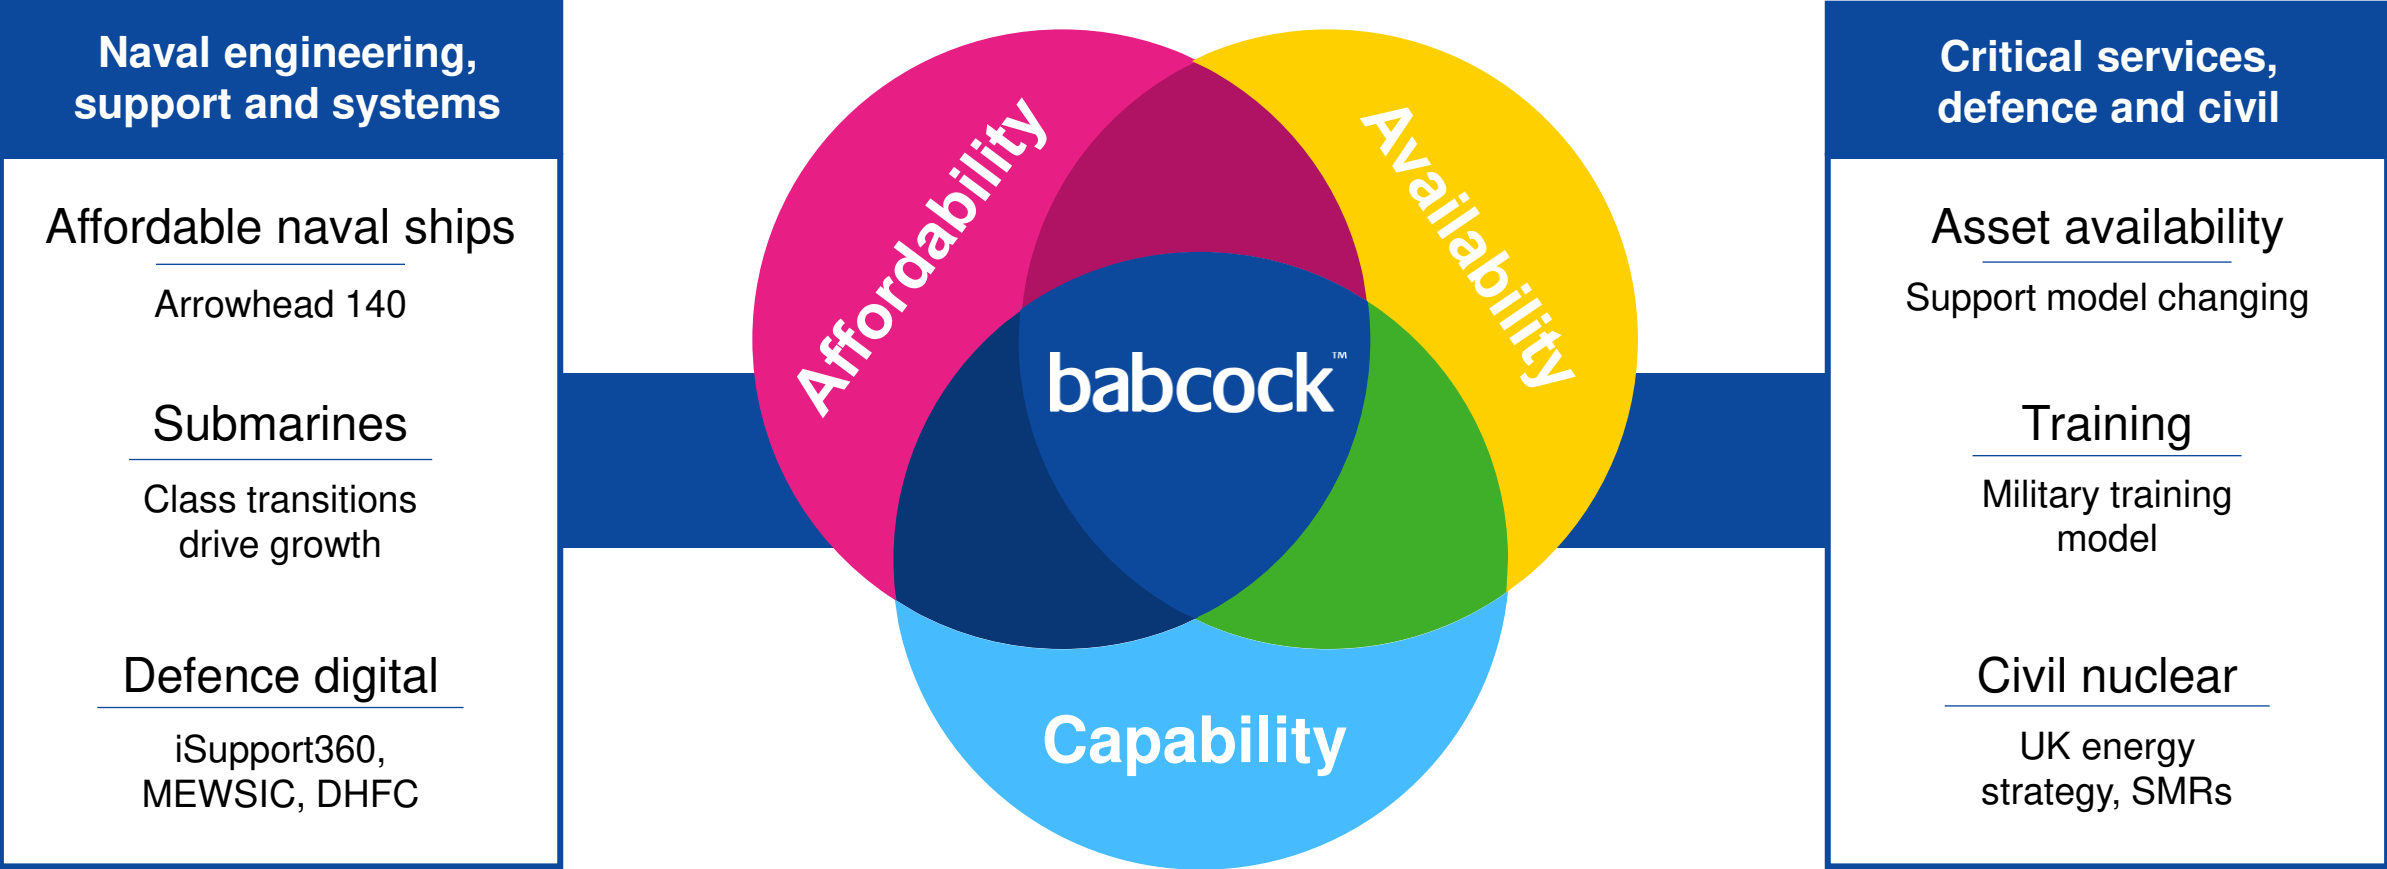 Naval engineering,
support and systems
Affordable naval ships
Arrowhead 140
Submarines
Class transitions
drive growth
Defence digital
iSupport360,
MEWSIC, DHFC
Affordability
Availability
babcock™
Capability
Critical services,
defence and civil
Asset availability
Support model changing
Training
Military training
model
Civil nuclear
UK energy
strategy, SMRs